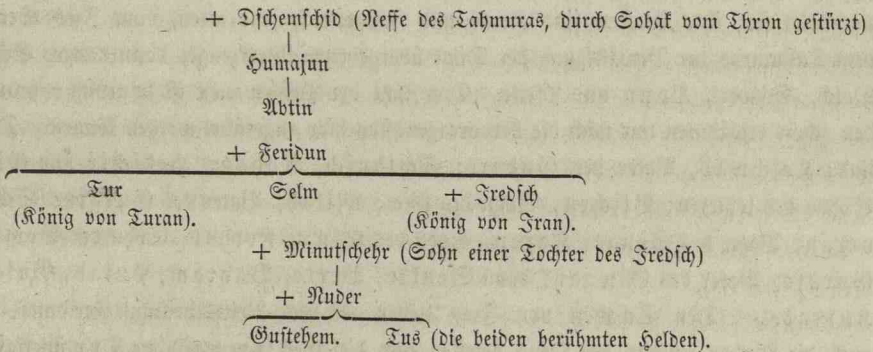 + Dschemschid (Neffe des Tahmuras, durch Sohak vom Thron gestürzt)
Humajun
Abtin
+ Feridun
Tur Selm + Iredsch
(König von Turan). (König von Iran).
+ Minutschehr (Sohn einer Tochter des Iredsch)
+ Nuder
Gustehem. Tus (die beiden berühmten Helden).